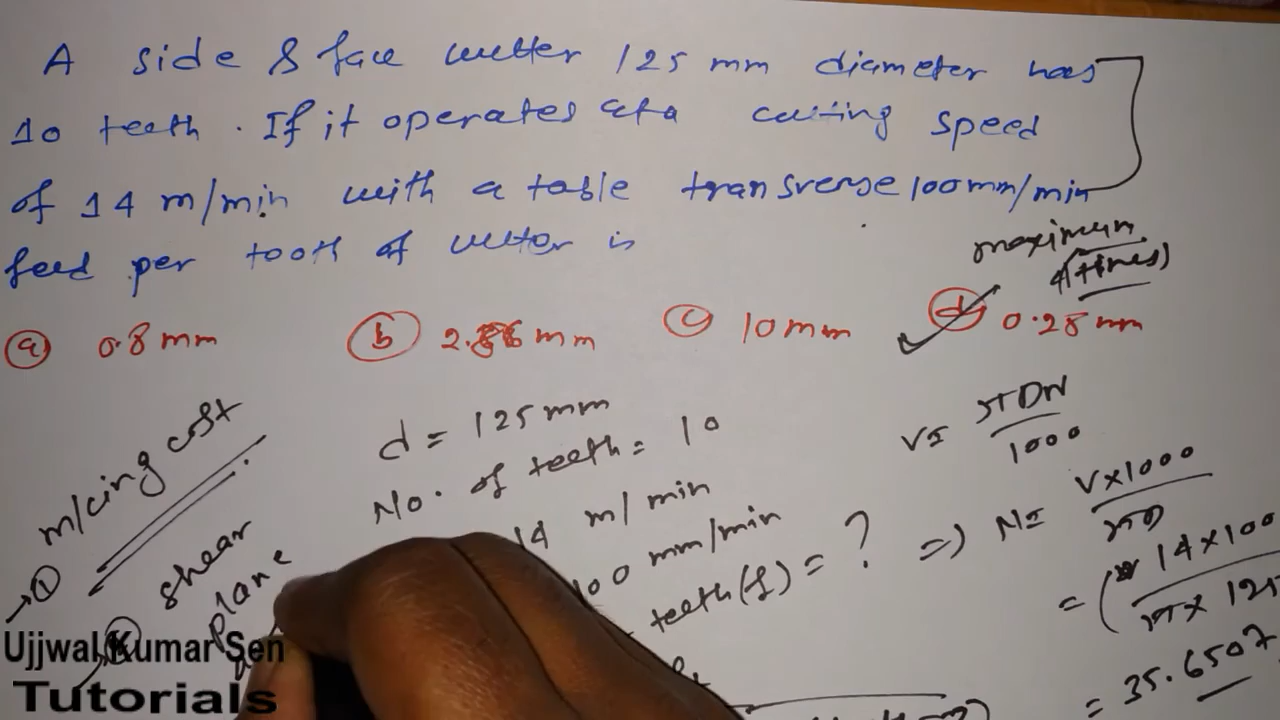 A side & face cutter 125 mm diameter has
10 teeth. If it operates at a cutting speed
of 14 m/min with a table transverse 100 mm/min
feed per tooth of cutter is
maximum
4 (times)
(a) 0.8 mm (b) 2.86 mm (c) 10 mm (d) 0.28 mm
m/cing cost
→ (1)
shear
plane
d = 125 mm
No. of teeth = 10
14 m/min
100 mm/min
teeth (f) = ?
V = πDN
1000
=> N = V×1000
πD
= ( 14×100
π× 125
= 35.6507
Ujjwal Kumar Sen
Tutorials